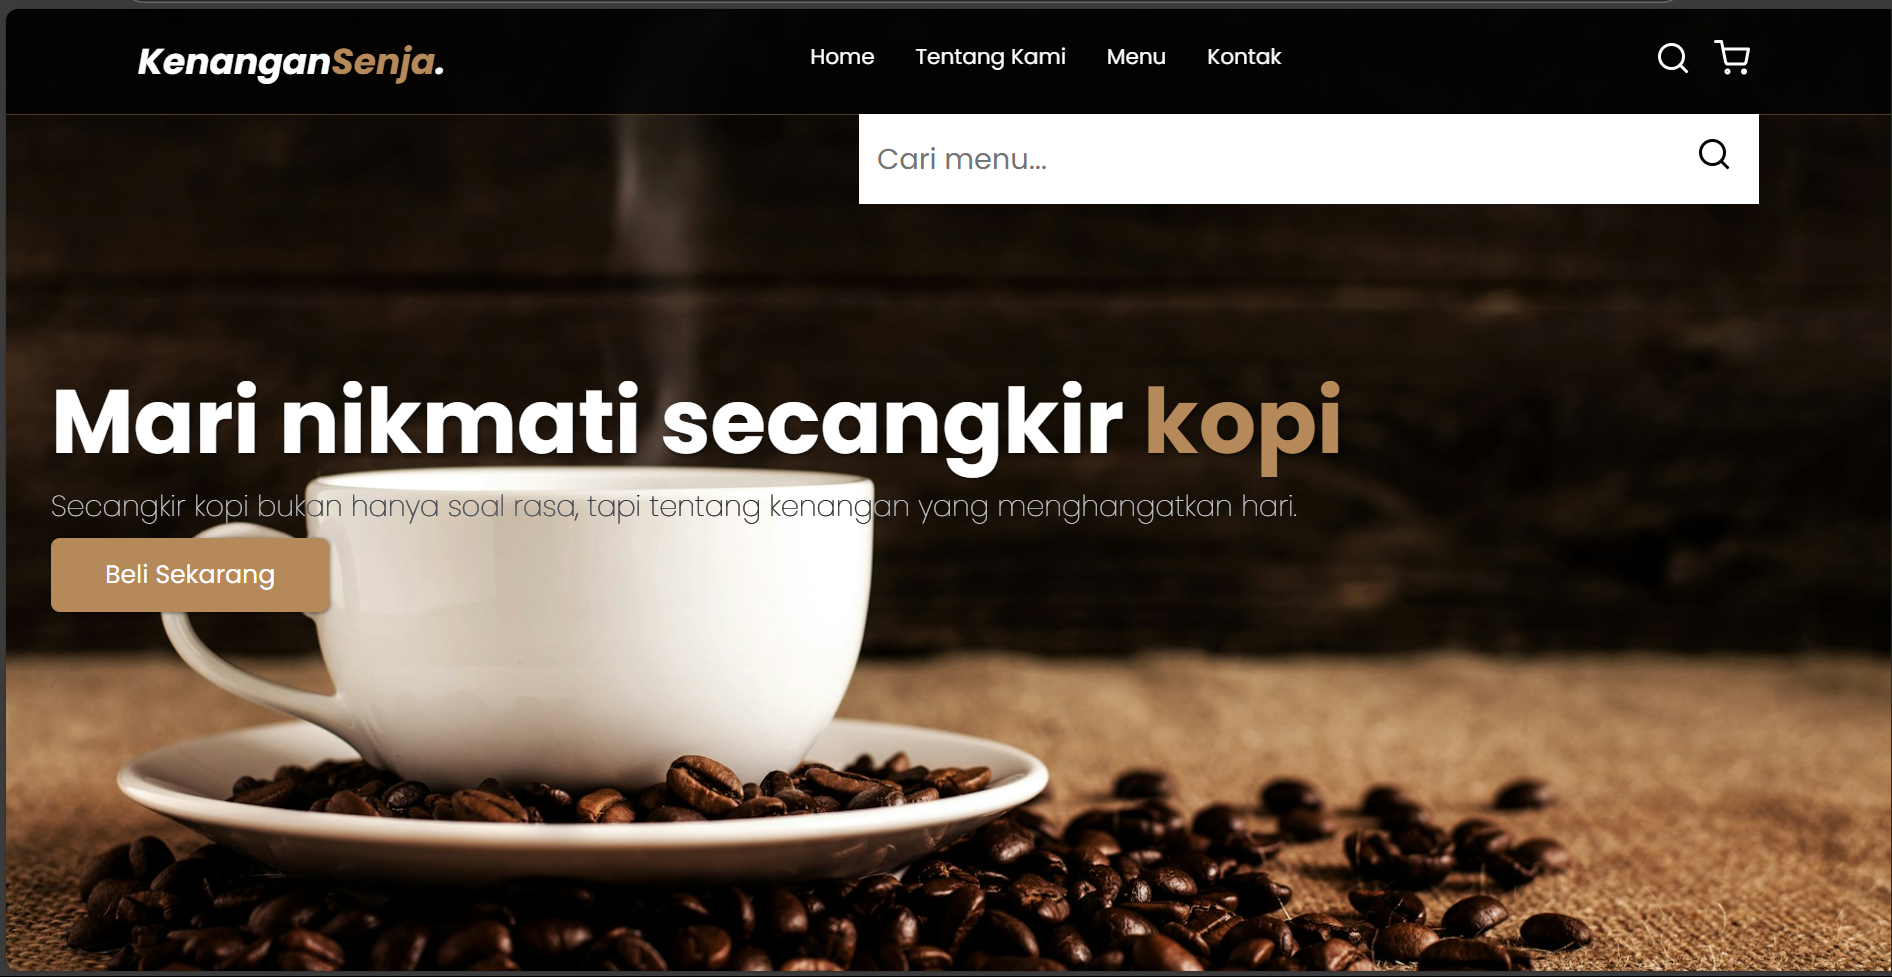 KenanganSenja.
Home Tentang Kami Menu Kontak
Cari menu...
Mari nikmati secangkir kopi
Secangkir kopi bukan hanya soal rasa, tapi tentang kenangan yang menghangatkan hari.
Beli Sekarang